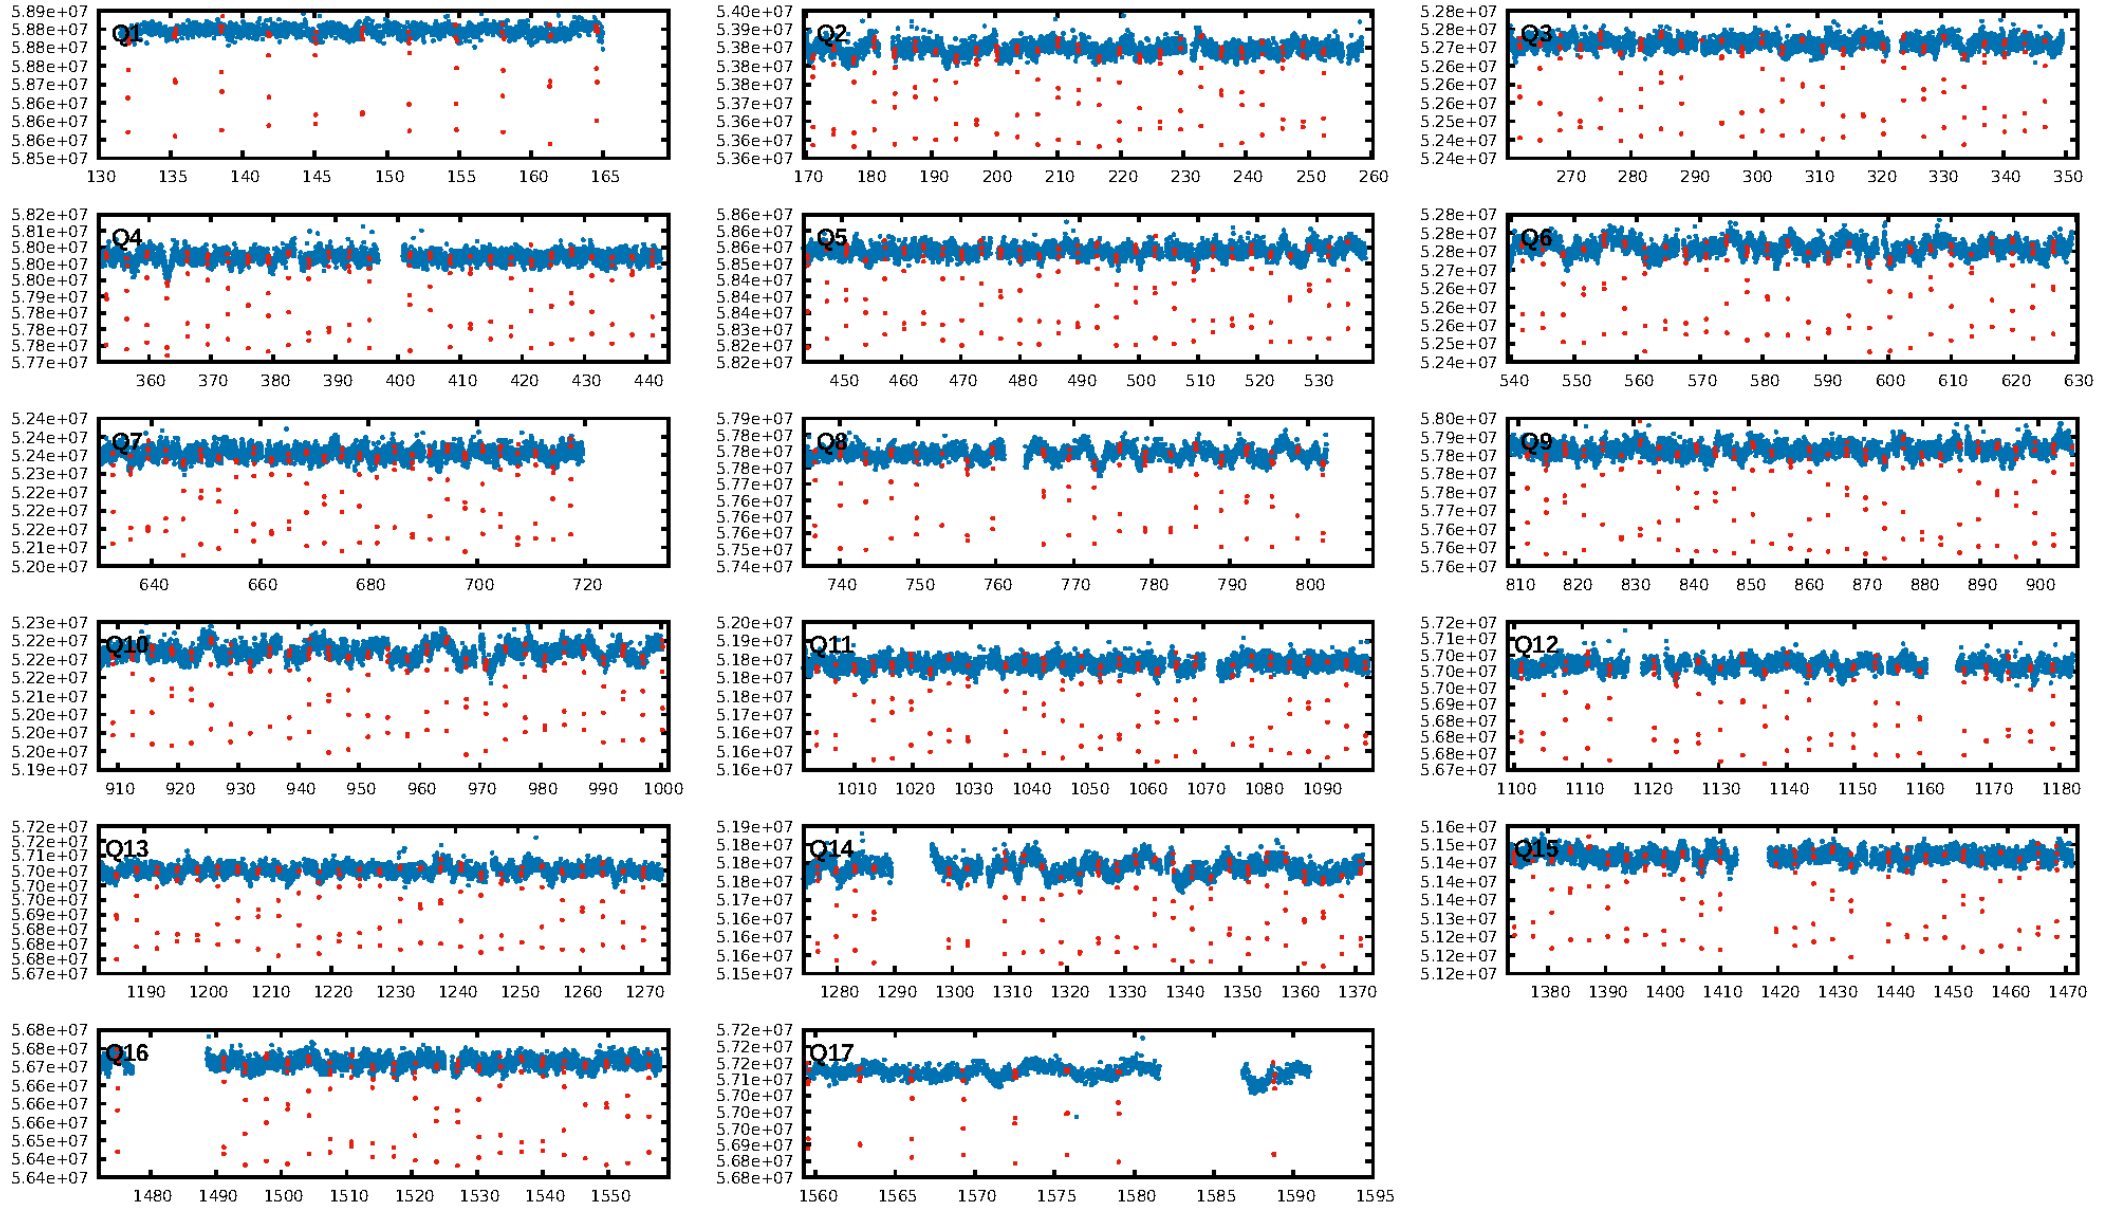 5.89e+07
5.88e+07
5.88e+07
5.88e+07
5.87e+07
5.86e+07
5.86e+07
5.86e+07
5.85e+07
Q1
130 135 140 145 150 155 160 165
5.40e+07
5.39e+07
5.38e+07
5.38e+07
5.38e+07
5.37e+07
5.36e+07
5.36e+07
5.36e+07
Q2
170 180 190 200 210 220 230 240 250 260
5.28e+07
5.28e+07
5.27e+07
5.26e+07
5.26e+07
5.26e+07
5.25e+07
5.24e+07
5.24e+07
Q3
270 280 290 300 310 320 330 340 350
5.82e+07
5.81e+07
5.80e+07
5.80e+07
5.80e+07
5.79e+07
5.78e+07
5.78e+07
5.78e+07
5.77e+07
Q4
360 370 380 390 400 410 420 430 440
5.86e+07
5.86e+07
5.86e+07
5.85e+07
5.84e+07
5.84e+07
5.84e+07
5.83e+07
5.82e+07
5.82e+07
Q5
450 460 470 480 490 500 510 520 530
5.28e+07
5.28e+07
5.28e+07
5.27e+07
5.26e+07
5.26e+07
5.26e+07
5.25e+07
5.24e+07
Q6
540 550 560 570 580 590 600 610 620 630
5.24e+07
5.24e+07
5.24e+07
5.23e+07
5.22e+07
5.22e+07
5.22e+07
5.21e+07
5.20e+07
Q7
640 660 680 700 720
5.79e+07
5.78e+07
5.78e+07
5.78e+07
5.77e+07
5.76e+07
5.76e+07
5.76e+07
5.75e+07
5.74e+07
Q8
740 750 760 770 780 790 800
5.80e+07
5.79e+07
5.78e+07
5.78e+07
5.78e+07
5.77e+07
5.76e+07
5.76e+07
5.76e+07
Q9
810 820 830 840 850 860 870 880 890 900
5.23e+07
5.22e+07
5.22e+07
5.22e+07
5.21e+07
5.20e+07
5.20e+07
5.20e+07
5.19e+07
Q10
910 920 930 940 950 960 970 980 990 1000
5.20e+07
5.19e+07
5.18e+07
5.18e+07
5.18e+07
5.17e+07
5.16e+07
5.16e+07
5.16e+07
Q11
1010 1020 1030 1040 1050 1060 1070 1080 1090
5.72e+07
5.71e+07
5.70e+07
5.70e+07
5.70e+07
5.69e+07
5.68e+07
5.68e+07
5.68e+07
5.67e+07
Q12
1100 1110 1120 1130 1140 1150 1160 1170 1180
5.72e+07
5.72e+07
5.71e+07
5.70e+07
5.70e+07
5.70e+07
5.69e+07
5.68e+07
5.68e+07
5.68e+07
5.67e+07
Q13
1190 1200 1210 1220 1230 1240 1250 1260 1270
5.19e+07
5.18e+07
5.18e+07
5.18e+07
5.17e+07
5.16e+07
5.16e+07
5.16e+07
5.15e+07
Q14
1280 1290 1300 1310 1320 1330 1340 1350 1360 1370
5.16e+07
5.15e+07
5.14e+07
5.14e+07
5.14e+07
5.13e+07
5.12e+07
5.12e+07
5.12e+07
Q15
1380 1390 1400 1410 1420 1430 1440 1450 1460 1470
5.68e+07
5.68e+07
5.67e+07
5.66e+07
5.66e+07
5.66e+07
5.65e+07
5.64e+07
5.64e+07
Q16
1480 1490 1500 1510 1520 1530 1540 1550
5.72e+07
5.72e+07
5.72e+07
5.71e+07
5.70e+07
5.70e+07
5.70e+07
5.69e+07
5.68e+07
5.68e+07
Q17
1560 1565 1570 1575 1580 1585 1590 1595